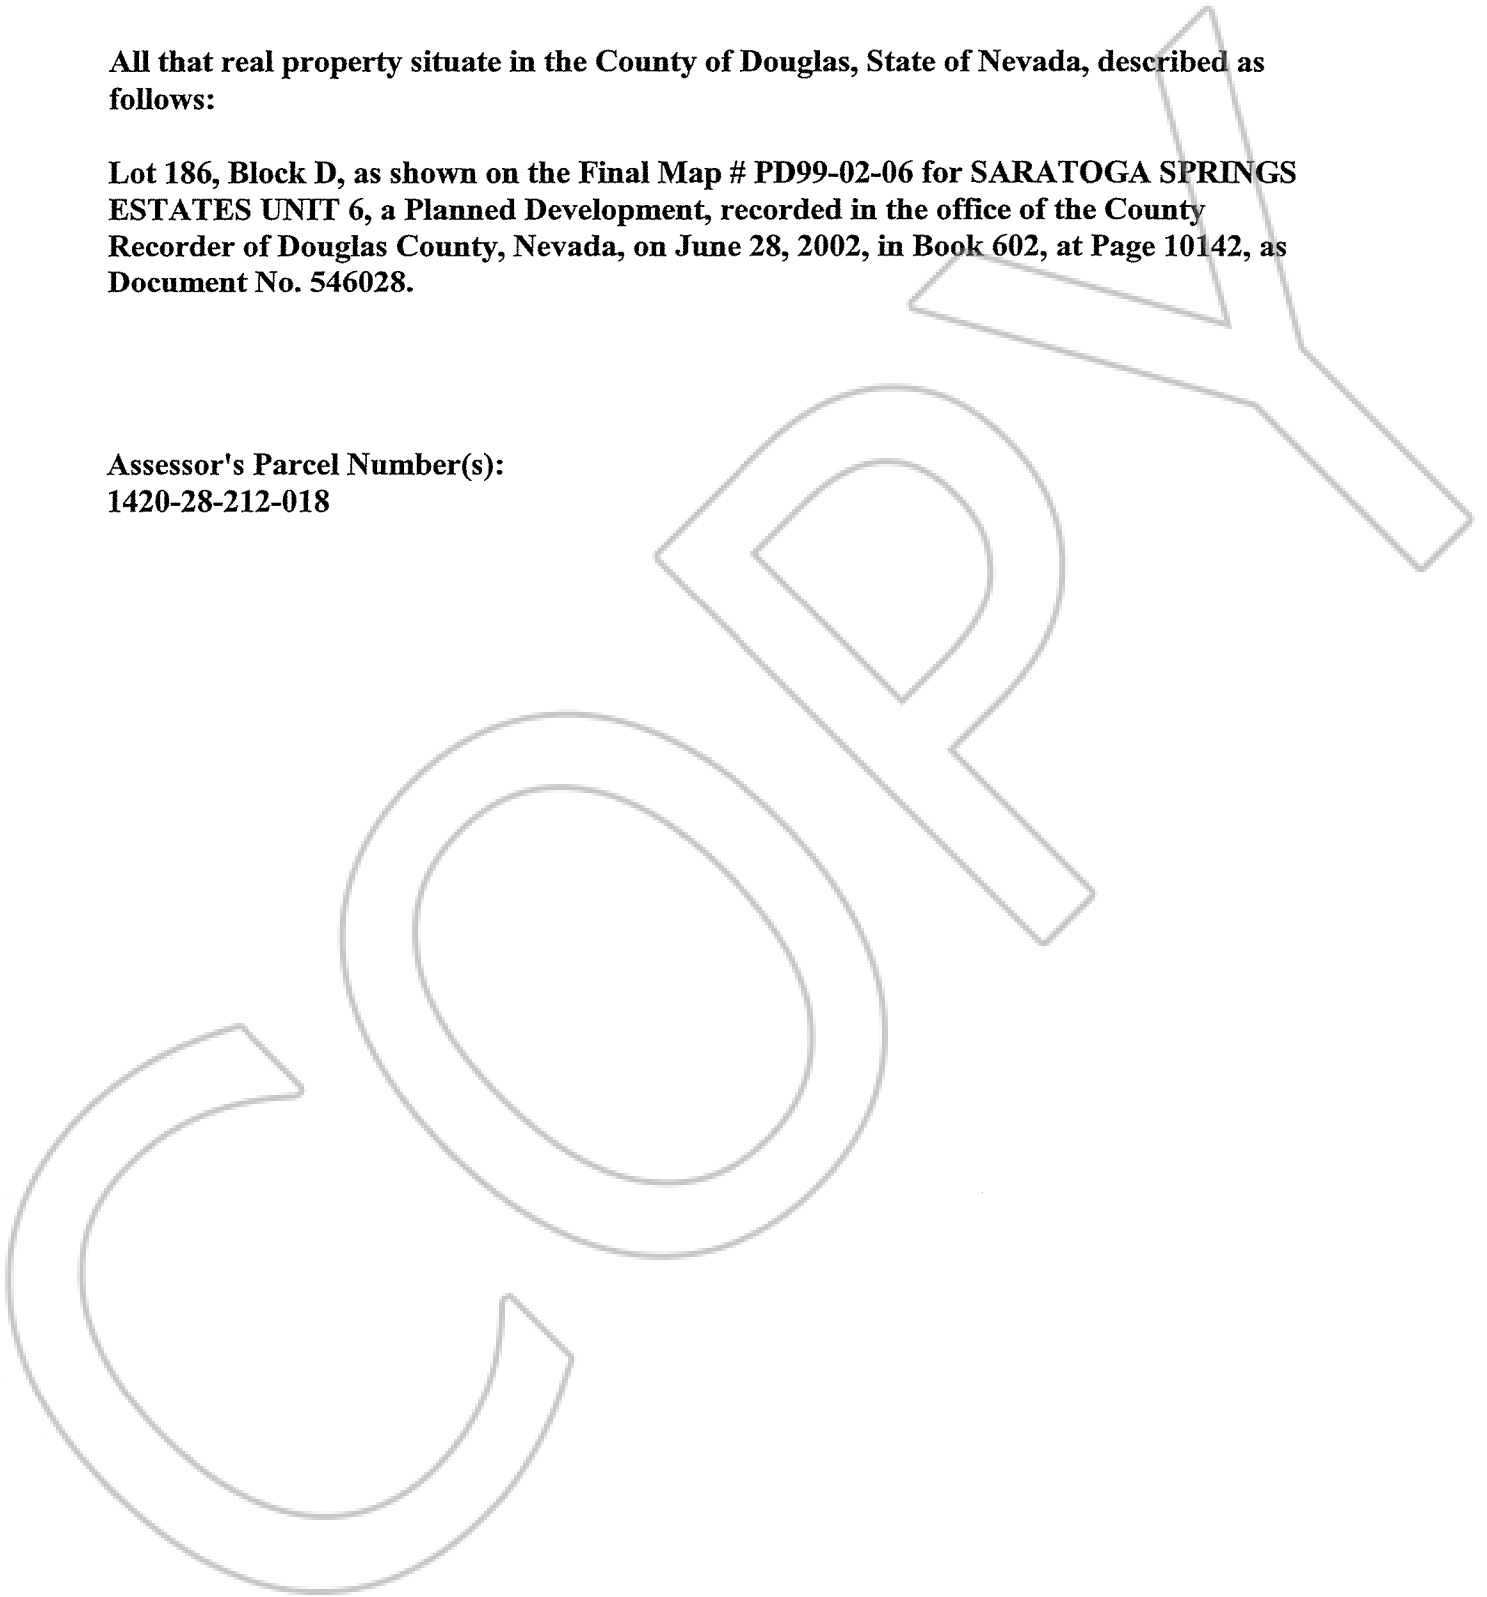 All that real property situate in the County of Douglas, State of Nevada, described as
follows:
Lot 186, Block D, as shown on the Final Map # PD99-02-06 for SARATOGA SPRINGS
ESTATES UNIT 6, a Planned Development, recorded in the office of the County
Recorder of Douglas County, Nevada, on June 28, 2002, in Book 602, at Page 10142, as
Document No. 546028.
Assessor's Parcel Number(s):
1420-28-212-018
COPY